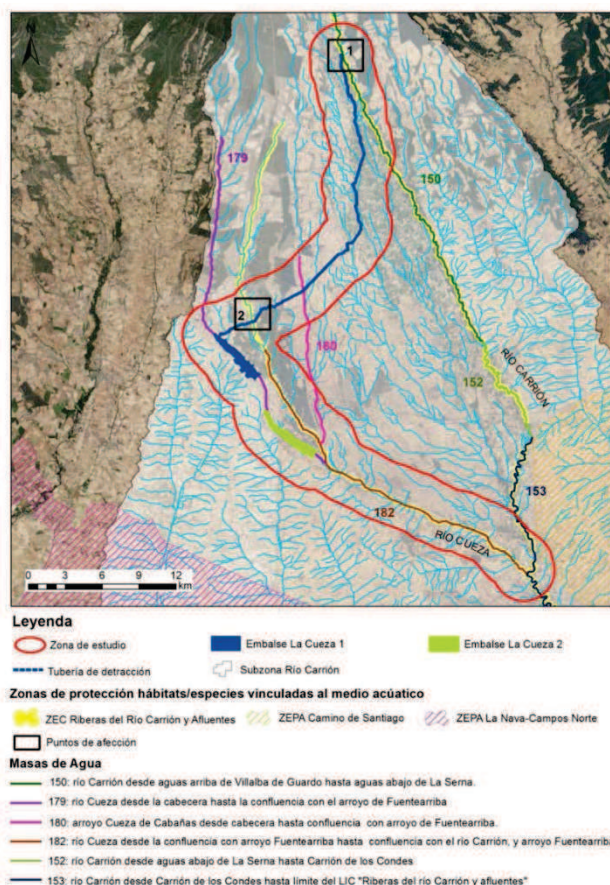 N
1
179
150
2
180
152
RÍO CARRIÓN
153
182
RÍO CUEZA
0 3 6 9 12
km
Leyenda
Zona de estudio
Embalse La Cueza 1
Embalse La Cueza 2
Tubería de detracción
Subzona Río Carrión
Zonas de protección hábitats/especies vinculadas al medio acúatico
ZEC Riberas del Río Carrión y Afluentes
ZEPA Camino de Santiago
ZEPA La Nava-Campos Norte
Puntos de afección
Masas de Agua
150: río Carrión desde aguas arriba de Villalba de Guardo hasta aguas abajo de La Serna.
179: río Cueza desde la cabecera hasta la confluencia con el arroyo de Fuentearriba
180: arroyo Cueza de Cabañas desde cabecera hasta confluencia con arroyo de Fuentearriba.
182: río Cueza desde la confluencia con arroyo Fuentearriba hasta confluencia con el río Carrión, y arroyo Fuentearriba
152: río Carrión desde aguas abajo de La Serna hasta Carrión de los Condes
153: río Carrión desde Carrión de los Condes hasta límite del LIC "Riberas del río Carrión y afluentes"